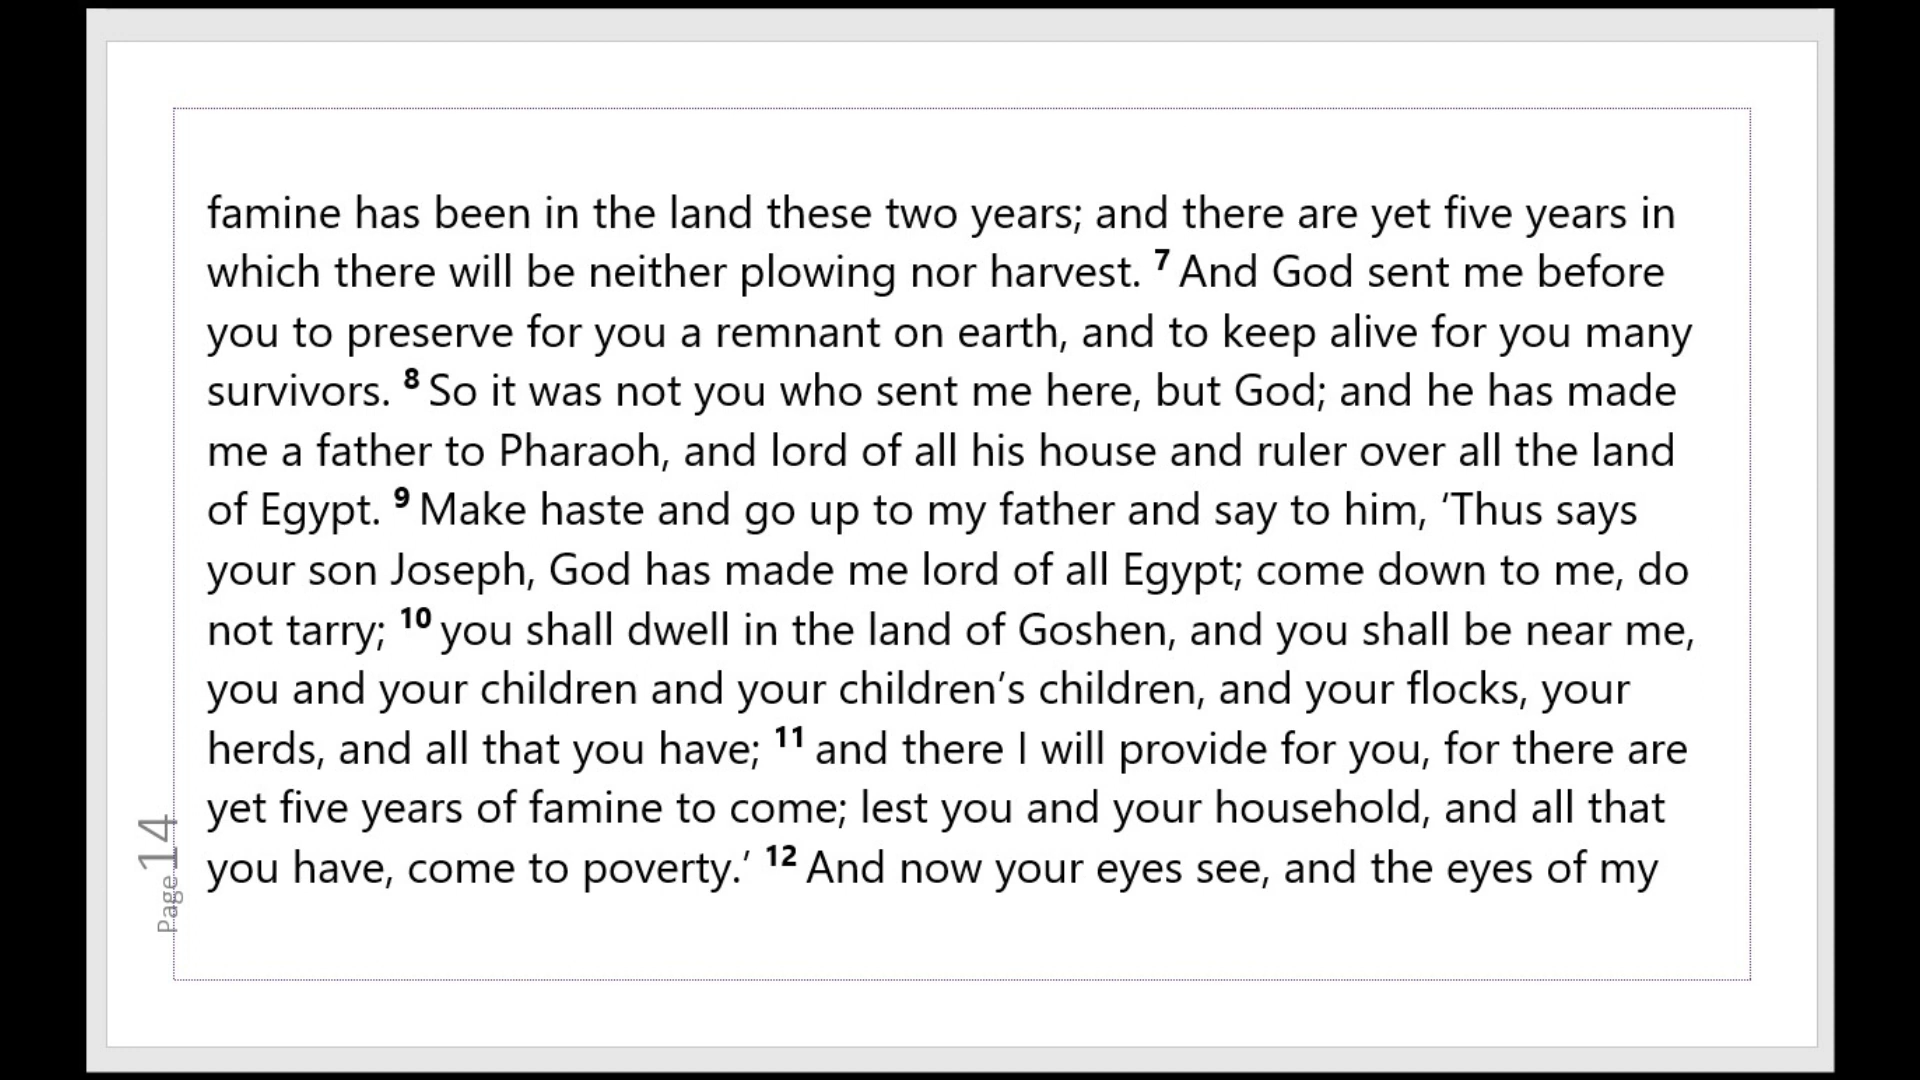 famine has been in the land these two years; and there are yet five years in
which there will be neither plowing nor harvest. 7 And God sent me before
you to preserve for you a remnant on earth, and to keep alive for you many
survivors. 8 So it was not you who sent me here, but God; and he has made
me a father to Pharaoh, and lord of all his house and ruler over all the land
of Egypt. 9 Make haste and go up to my father and say to him, ‘Thus says
your son Joseph, God has made me lord of all Egypt; come down to me, do
not tarry; 10 you shall dwell in the land of Goshen, and you shall be near me,
you and your children and your children’s children, and your flocks, your
herds, and all that you have; 11 and there I will provide for you, for there are
yet five years of famine to come; lest you and your household, and all that
you have, come to poverty.’ 12 And now your eyes see, and the eyes of my
Page 14